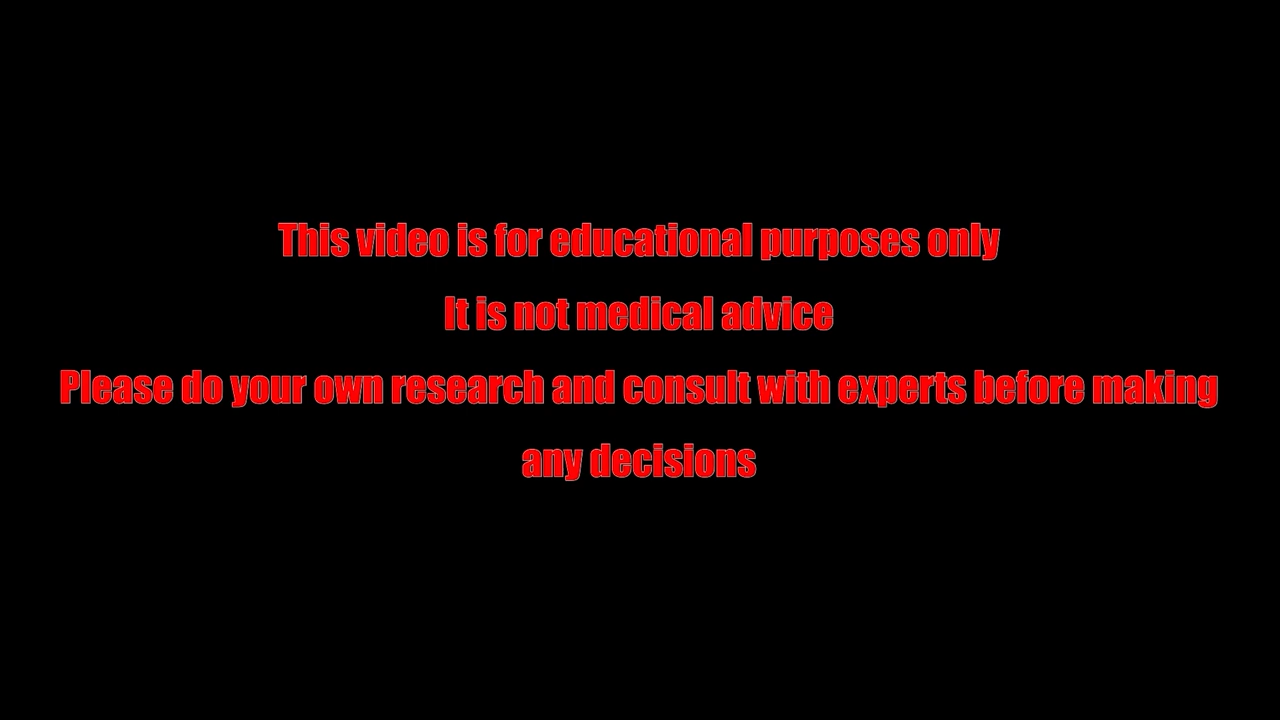 This video is for educational purposes only
It is not medical advice
Please do your own research and consult with experts before making
any decisions